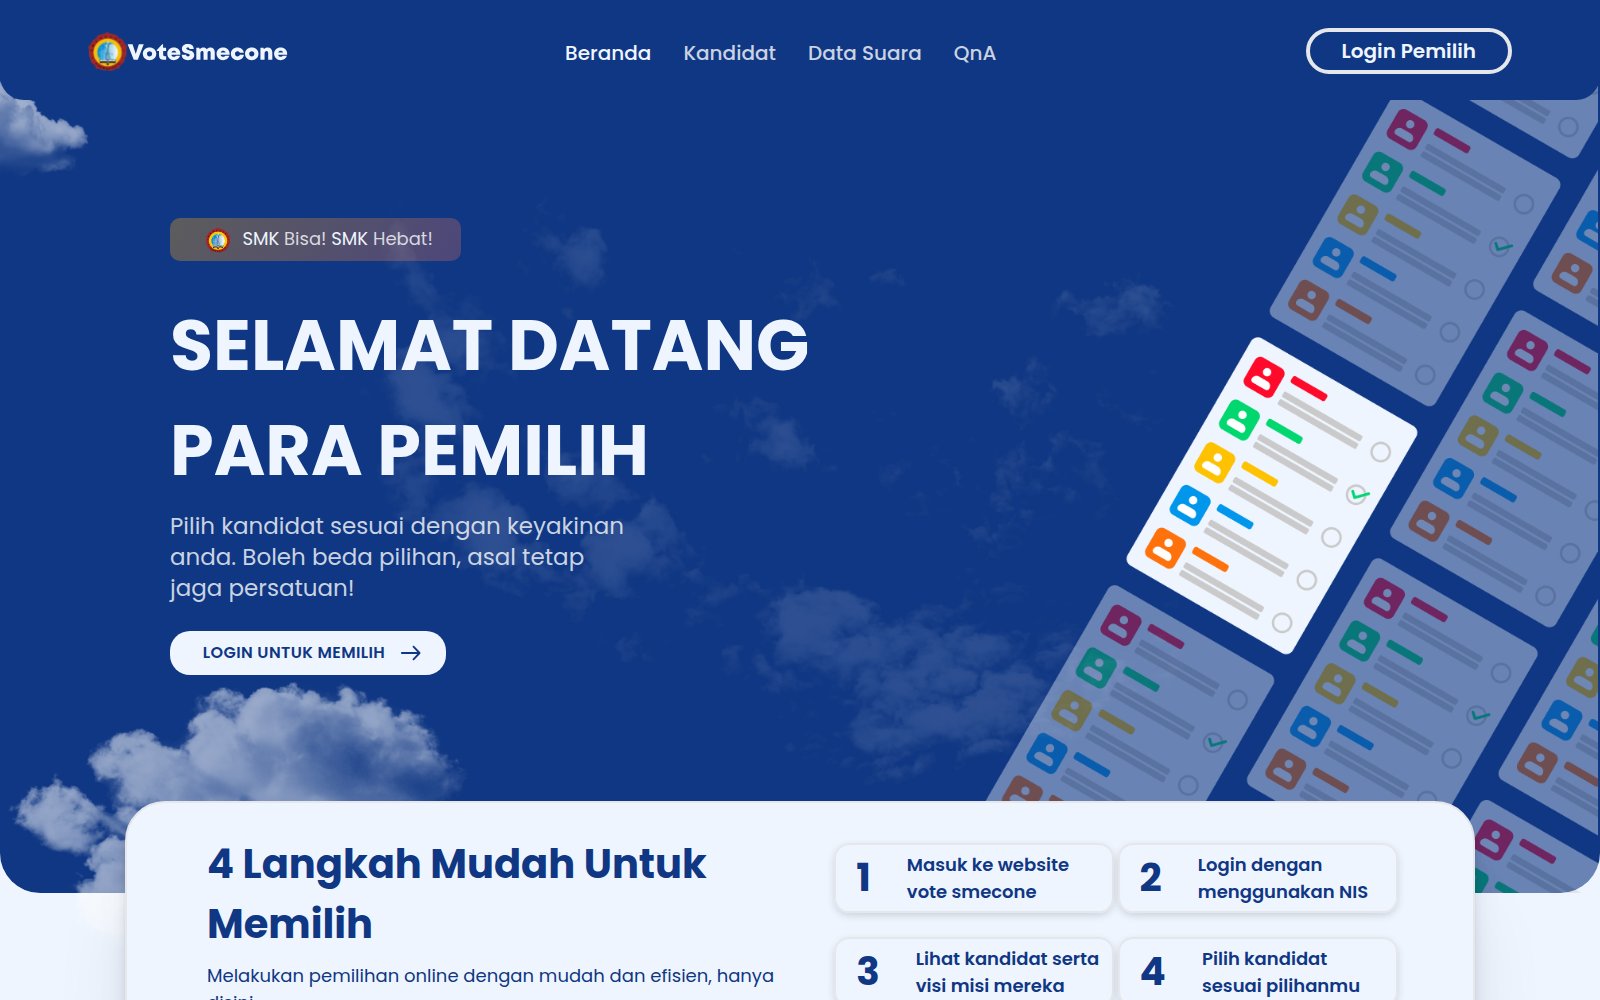 VoteSmecone
Beranda Kandidat Data Suara QnA
Login Pemilih
SMK Bisa! SMK Hebat!
SELAMAT DATANG
PARA PEMILIH
Pilih kandidat sesuai dengan keyakinan
anda. Boleh beda pilihan, asal tetap
jaga persatuan!
LOGIN UNTUK MEMILIH
4 Langkah Mudah Untuk
Memilih
Melakukan pemilihan online dengan mudah dan efisien, hanya
1
Masuk ke website
vote smecone
2
Login dengan
menggunakan NIS
3
Lihat kandidat serta
visi misi mereka
4
Pilih kandidat
sesuai pilihanmu